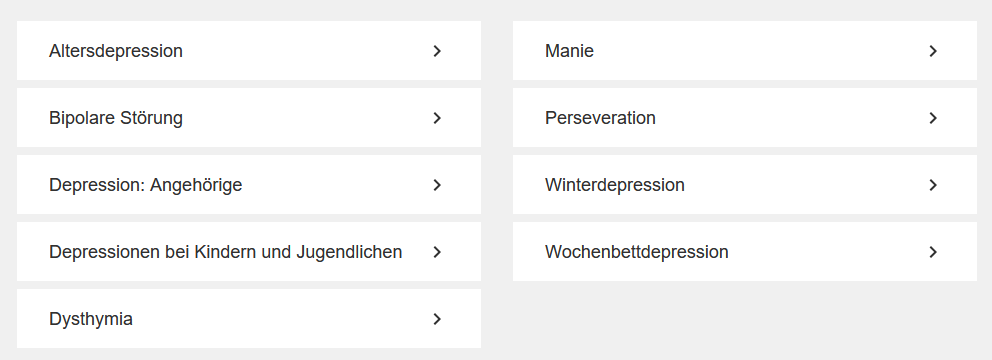 Altersdepression
Bipolare Störung
Depression: Angehörige
Depressionen bei Kindern und Jugendlichen
Dysthymia
Manie
Perseveration
Winterdepression
Wochenbettdepression